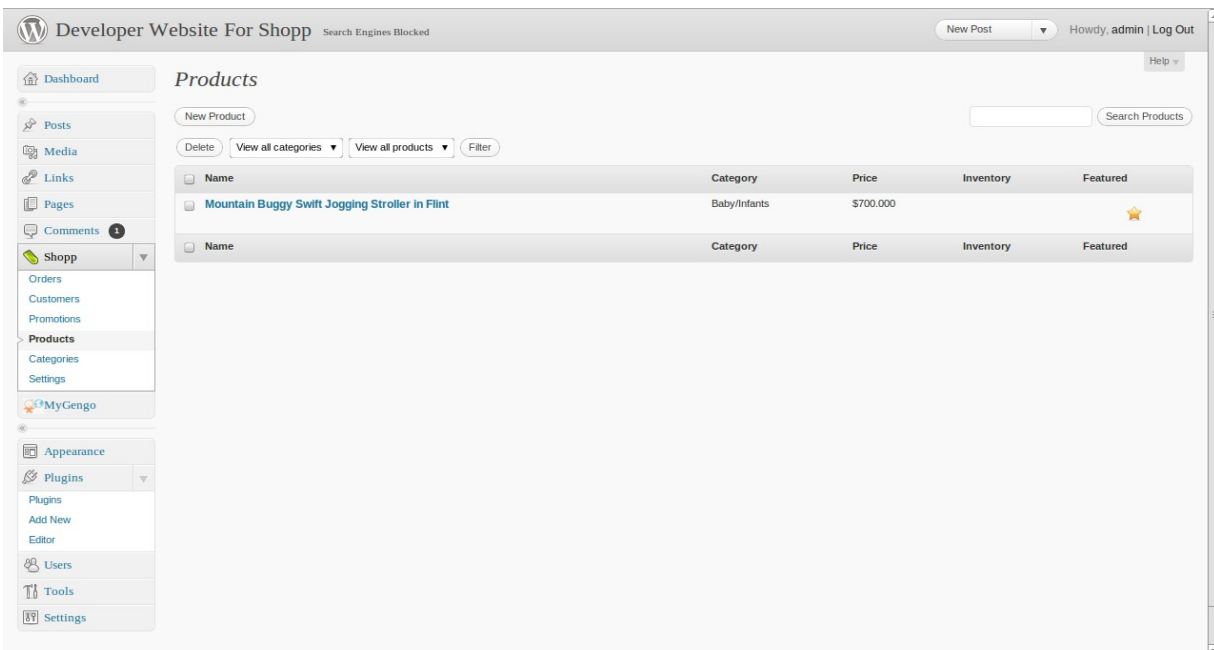 Developer Website For Shopp Search Engines Blocked New Post Howdy, admin | Log Out
Help
Dashboard
Posts
Media
Links
Pages
Comments 1
Shopp
Orders
Customers
Promotions
Products
Categories
Settings
MyGengo
Appearance
Plugins
Plugins
Add New
Editor
Users
Tools
Settings
Products
New Product Search Products
Delete View all categories View all products Filter
Name Category Price Inventory Featured
Mountain Buggy Swift Jogging Stroller in Flint Baby/Infants $700.000
Name Category Price Inventory Featured